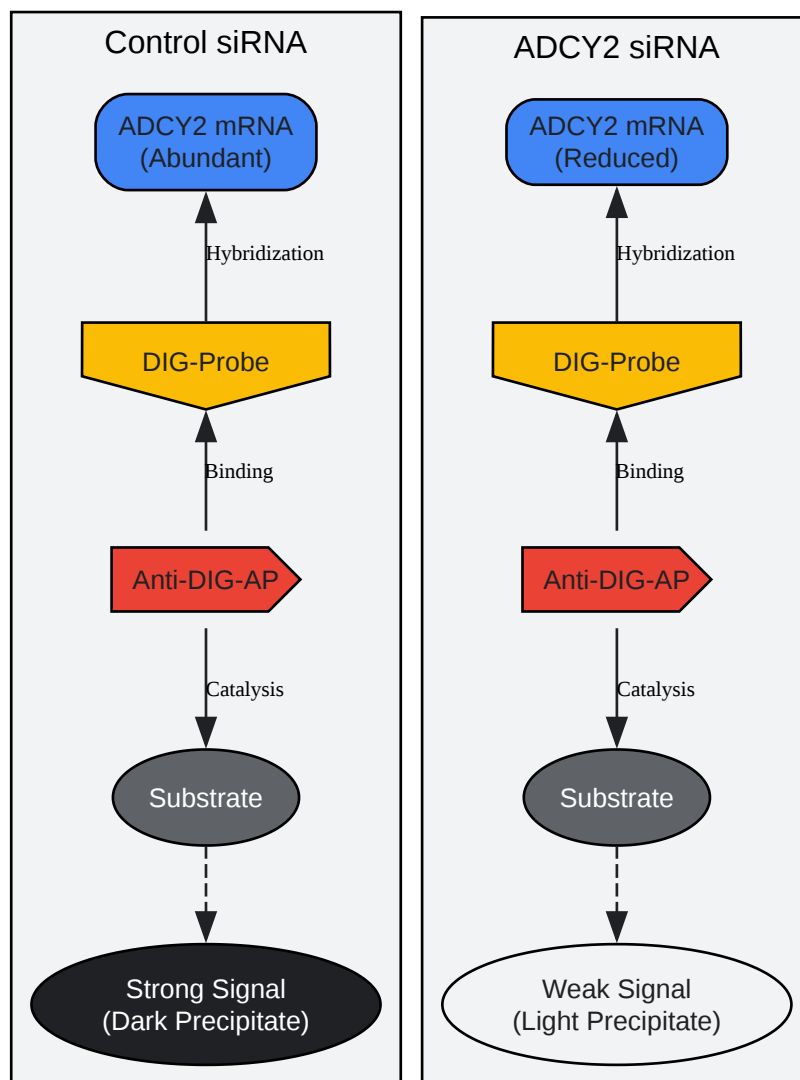 Control siRNA
ADCY2 mRNA
(Abundant)
Hybridization
DIG-Probe
Binding
Anti-DIG-AP
Catalysis
Substrate
Strong Signal
(Dark Precipitate)
ADCY2 siRNA
ADCY2 mRNA
(Reduced)
Hybridization
DIG-Probe
Binding
Anti-DIG-AP
Catalysis
Substrate
Weak Signal
(Light Precipitate)